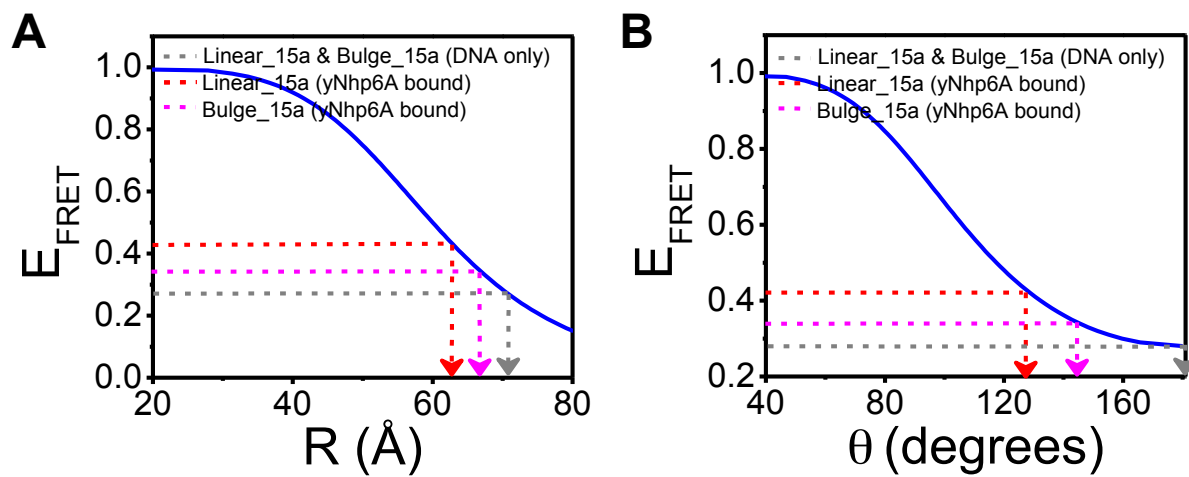 A
Linear_15a & Bulge_15a (DNA only)
Linear_15a (yNhp6A bound)
Bulge_15a (yNhp6A bound)
1.0
0.8
0.6
0.4
0.2
0.0
E_FRET
20 40 60 80
R (Å)
B
Linear_15a & Bulge_15a (DNA only)
Linear_15a (yNhp6A bound)
Bulge_15a (yNhp6A bound)
1.0
0.8
0.6
0.4
0.2
E_FRET
40 80 120 160
θ (degrees)